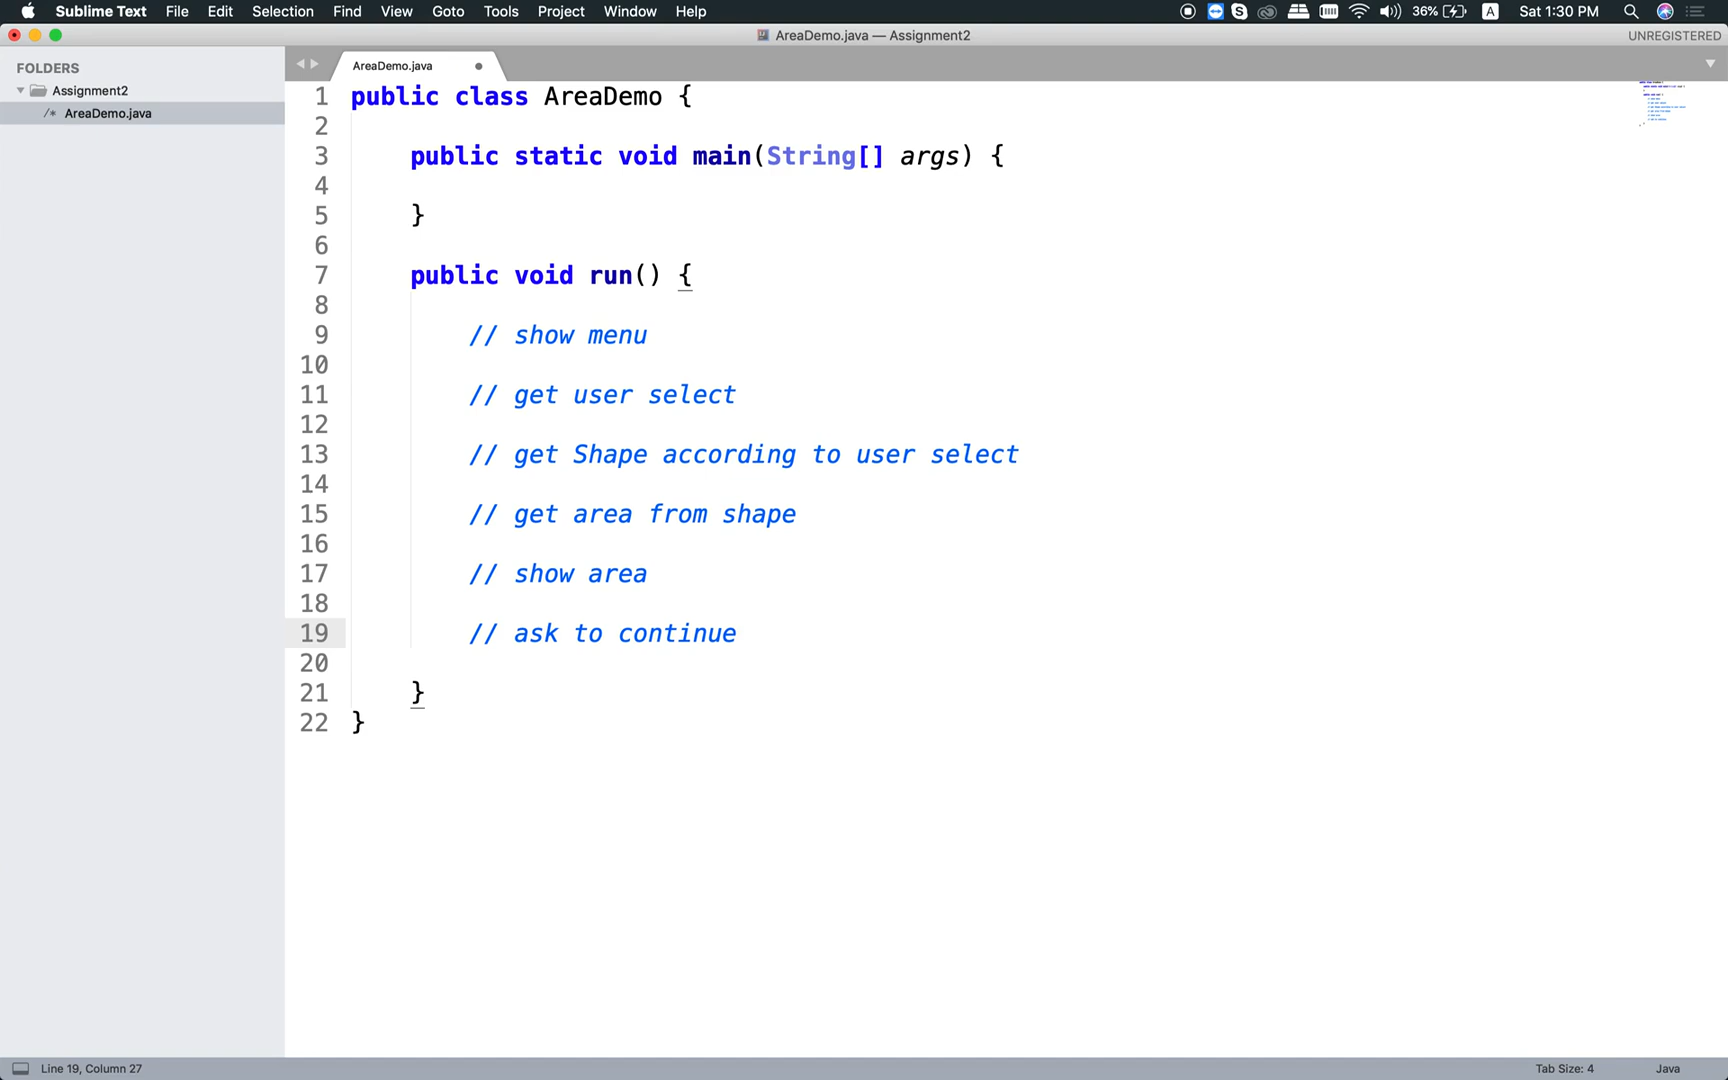 Sublime Text File Edit Selection Find View Goto Tools Project Window Help 36% A Sat 1:30 PM
AreaDemo.java — Assignment2 UNREGISTERED
FOLDERS
Assignment2
/* AreaDemo.java
AreaDemo.java
1 public class AreaDemo {
2
3 public static void main(String[] args) {
4
5 }
6
7 public void run() {
8
9 // show menu
10
11 // get user select
12
13 // get Shape according to user select
14
15 // get area from shape
16
17 // show area
18
19 // ask to continue
20
21 }
22 }
Line 19, Column 27 Tab Size: 4 Java